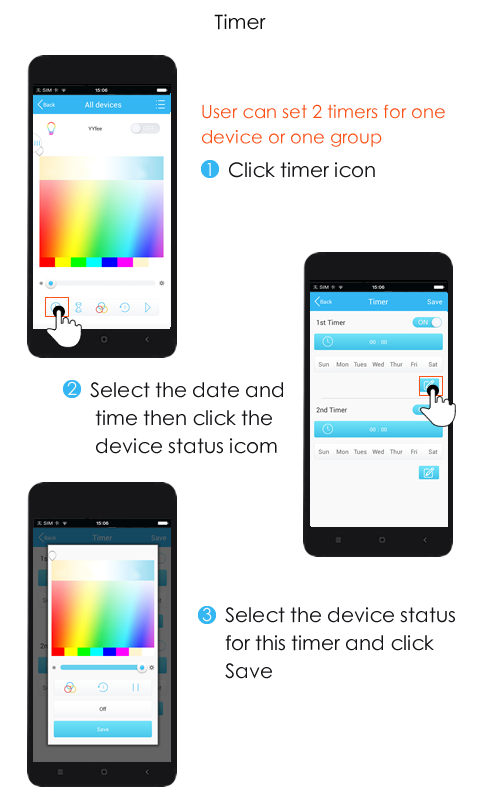 Timer
SIM 15:06
Back All devices
YYlee
User can set 2 timers for one
device or one group
1 Click timer icon
SIM 15:06
Back Timer Save
1st Timer ON
00 : 00
Sun Mon Tues Wed Thur Fri Sat
2nd Timer
00 : 00
Sun Mon Tues Wed Thur Fri Sat
2 Select the date and
time then click the
device status icom
SIM 15:06
Back Timer Save
Off
Save
3 Select the device status
for this timer and click
Save